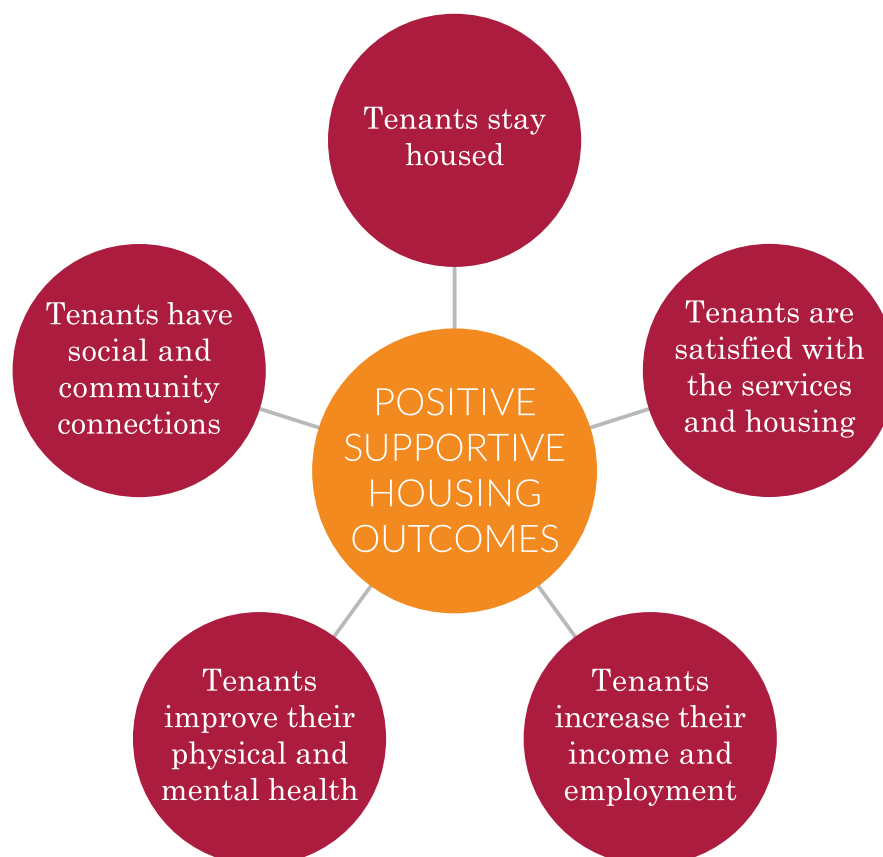 Tenants stay
housed
Tenants have
social and
community
connections
Tenants are
satisfied with
the services
and housing
POSITIVE
SUPPORTIVE
HOUSING
OUTCOMES
Tenants
improve their
physical and
mental health
Tenants
increase their
income and
employment